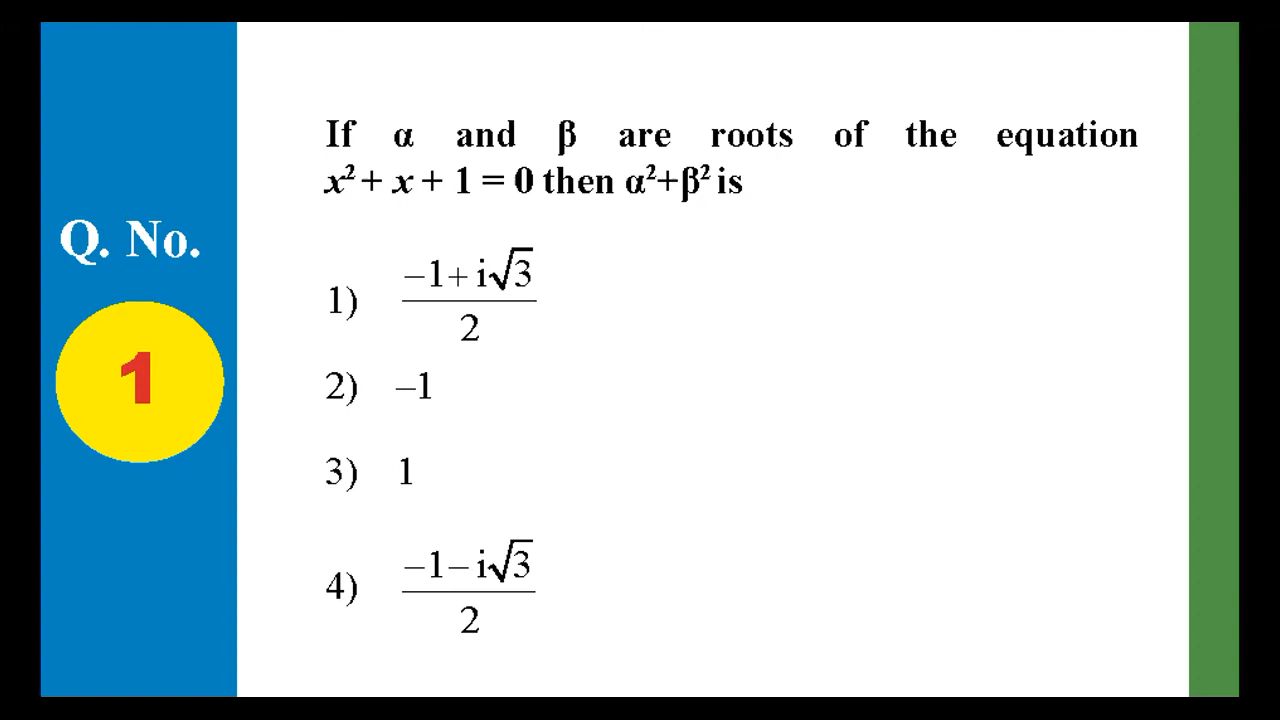 If α and β are roots of the equation
x² + x + 1 = 0 then α²+β² is
Q. No.
1
1) (−1+ i√3)/2
2) –1
3) 1
4) (−1− i√3)/2